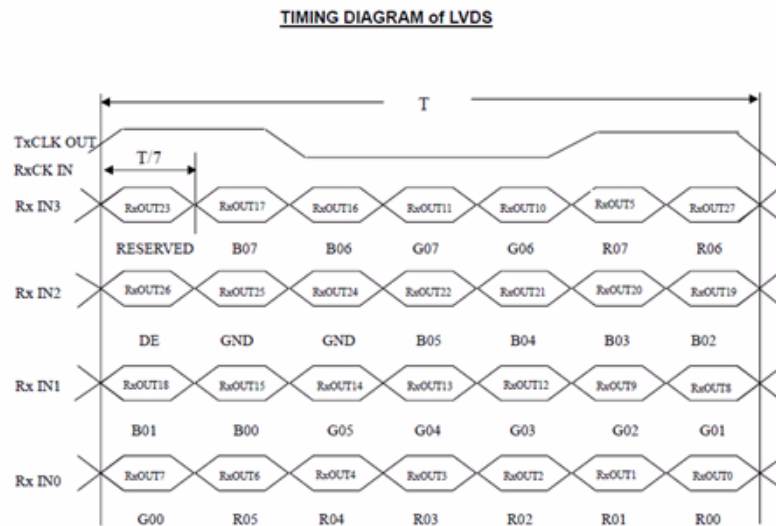 TIMING DIAGRAM of LVDS
T
TxCLK OUT
T/7
RxCK IN
Rx IN3 RxOUT23 RxOUT17 RxOUT16 RxOUT11 RxOUT10 RxOUT5 RxOUT27
RESERVED B07 B06 G07 G06 R07 R06
Rx IN2 RxOUT26 RxOUT25 RxOUT24 RxOUT22 RxOUT21 RxOUT20 RxOUT19
DE GND GND B05 B04 B03 B02
Rx IN1 RxOUT18 RxOUT15 RxOUT14 RxOUT13 RxOUT12 RxOUT9 RxOUT8
B01 B00 G05 G04 G03 G02 G01
Rx IN0 RxOUT7 RxOUT6 RxOUT4 RxOUT3 RxOUT2 RxOUT1 RxOUT0
G00 R05 R04 R03 R02 R01 R00